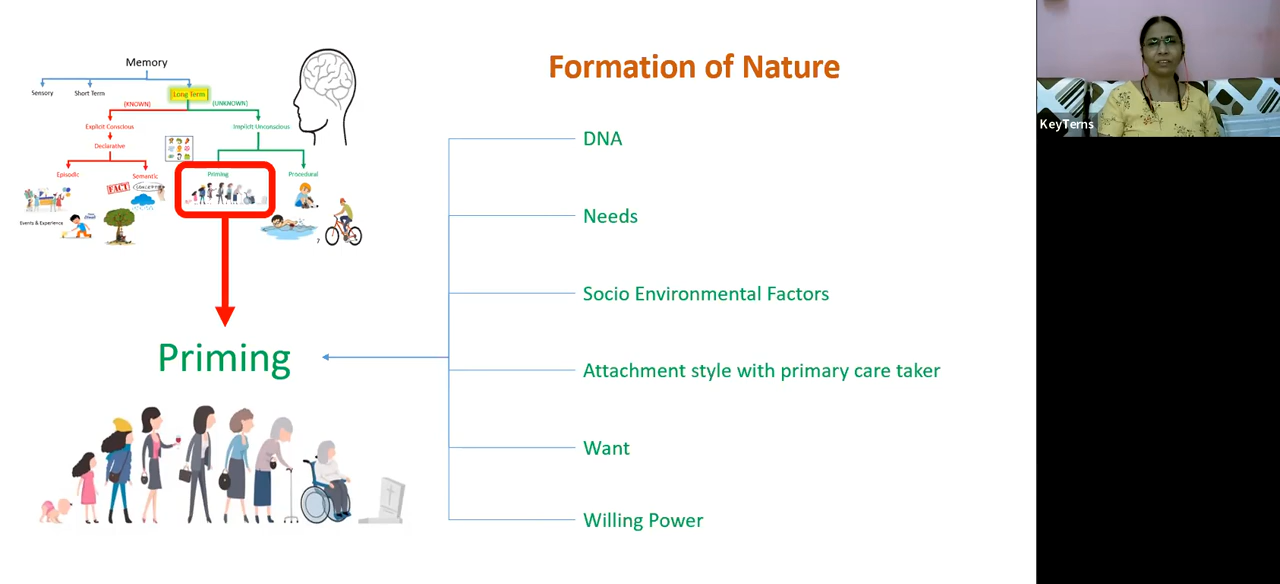 Formation of Nature
Memory
Sensory
Short Term
Long Term
(KNOWN)
(UNKNOWN)
Explicit Conscious
Implicit Unconscious
Declarative
Episodic
Semantic
Priming
Procedural
FACT
Events & Experience
7
Priming
DNA
Needs
Socio Environmental Factors
Attachment style with primary care taker
Want
Willing Power
KeyTerns